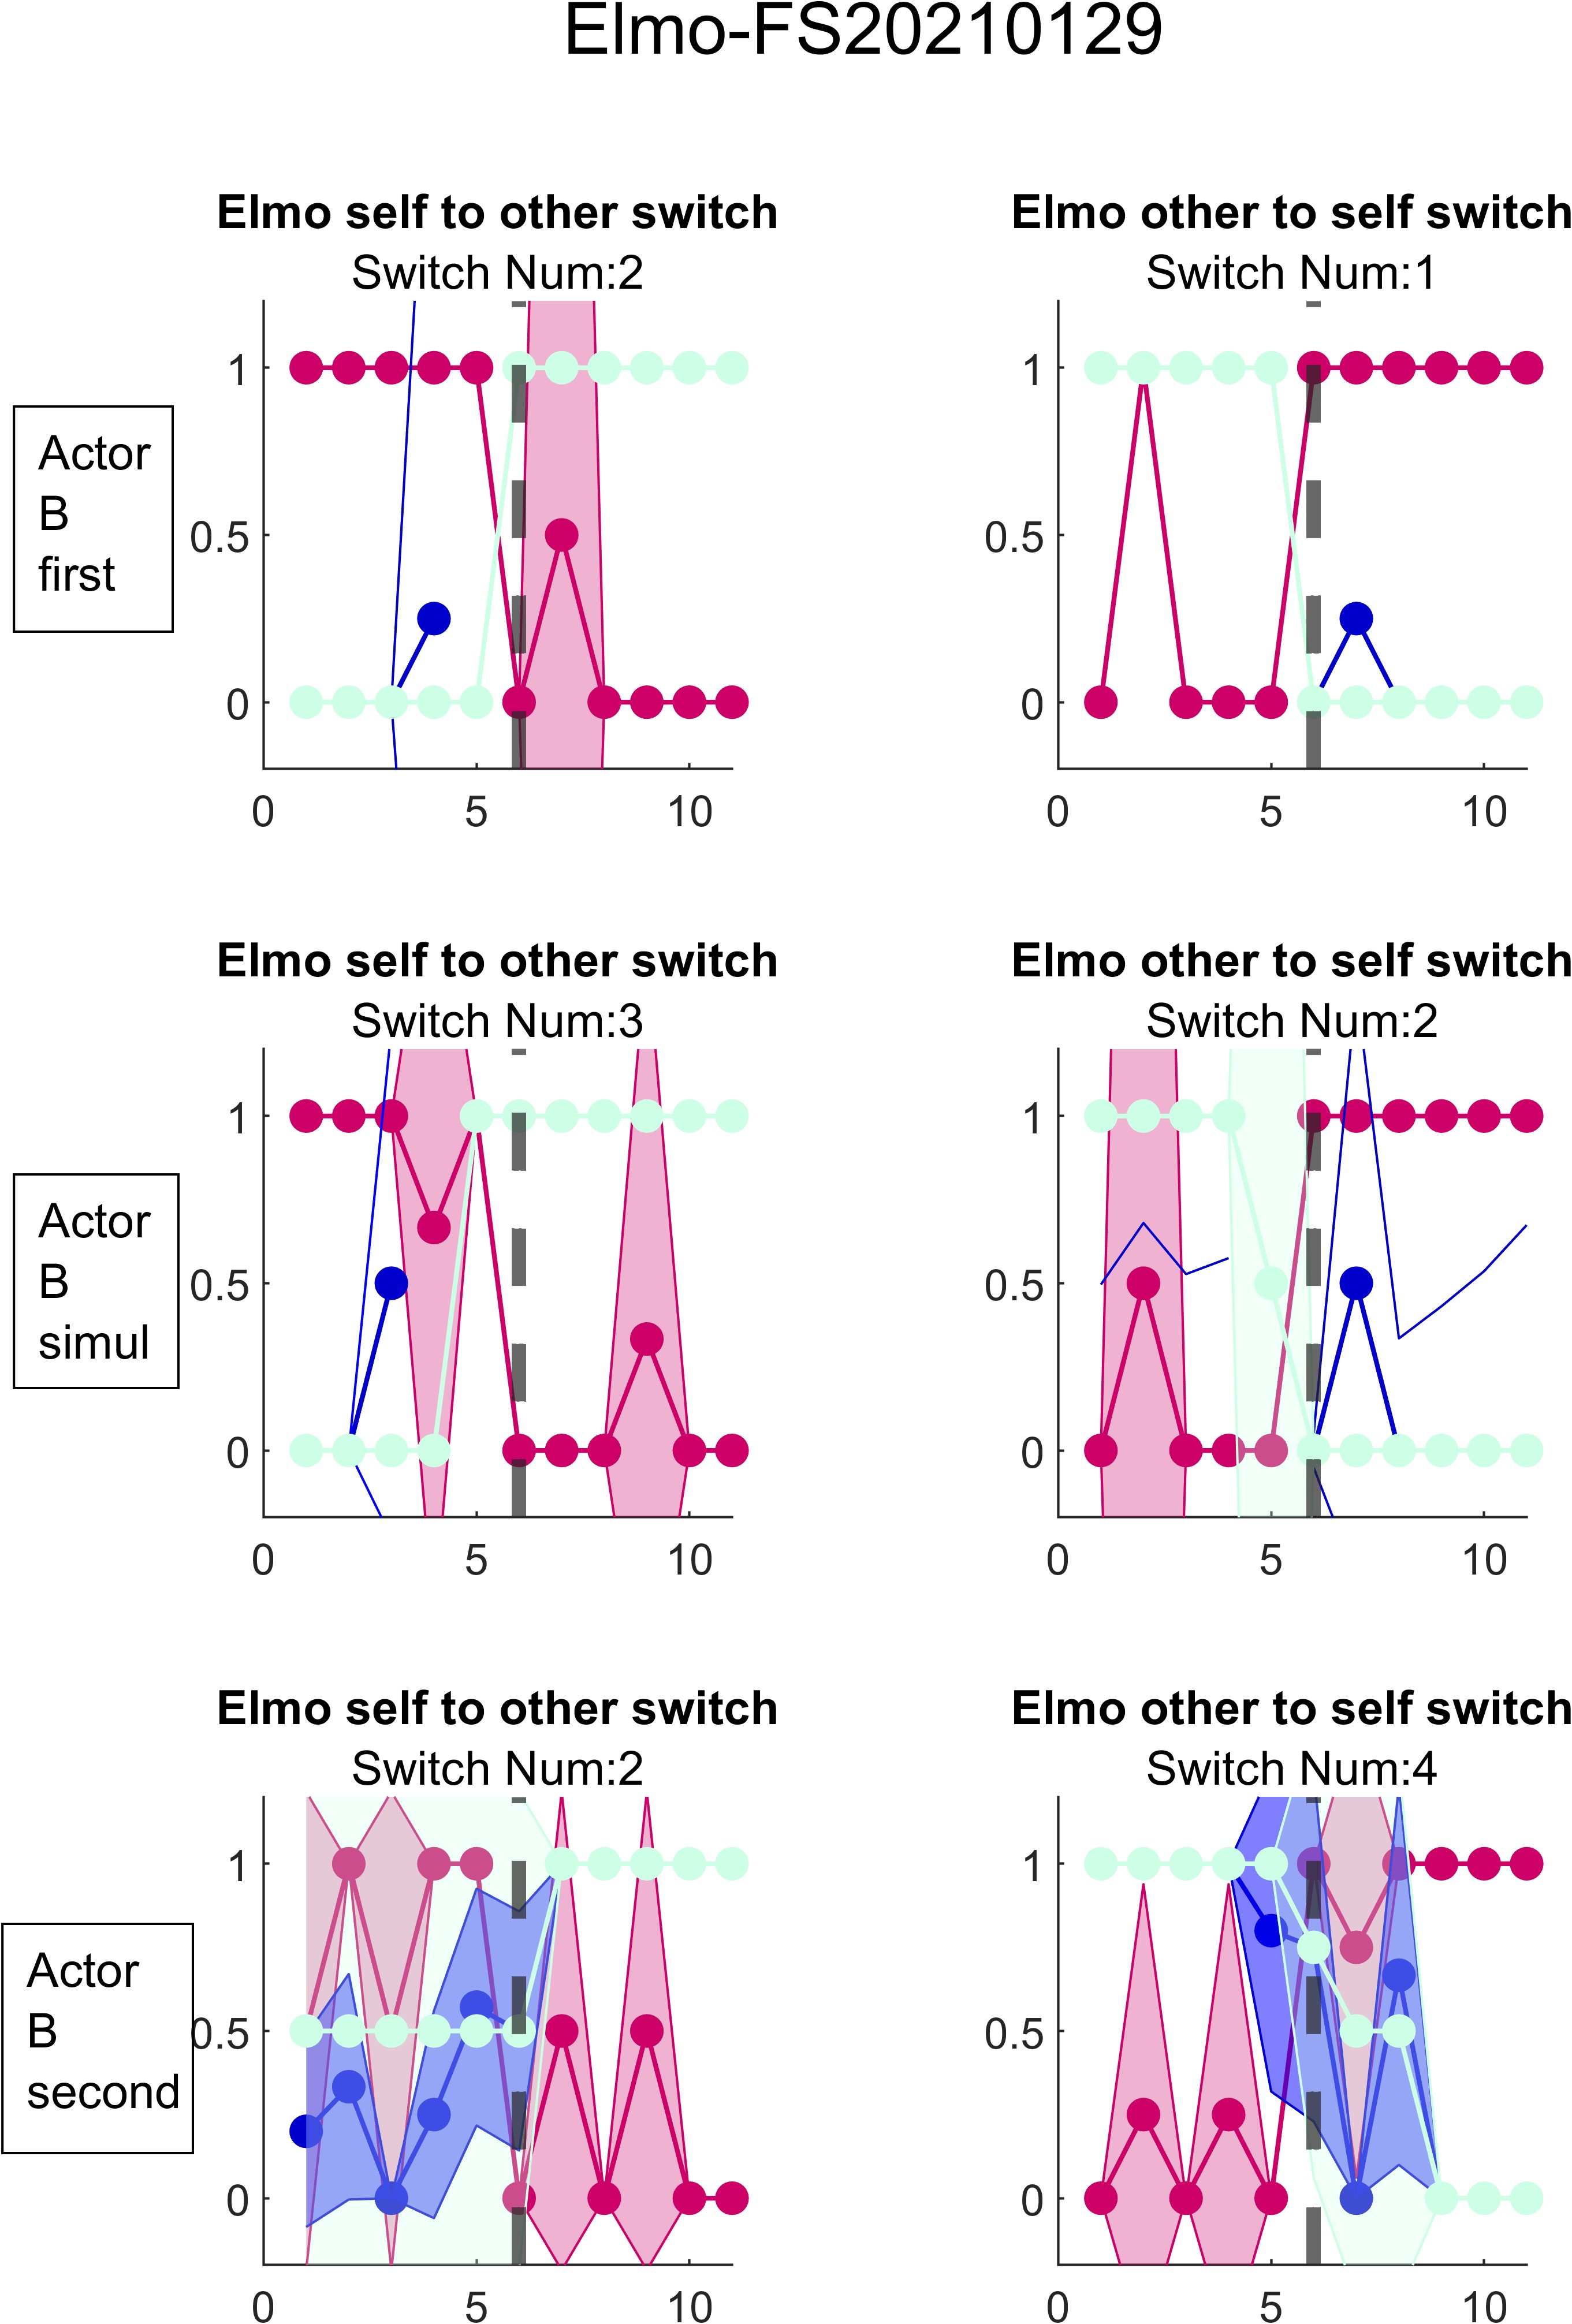 Elmo-FS20210129
Elmo self to other switch
Switch Num:2
Elmo other to self switch
Switch Num:1
Actor
B
first
1
0.5
0
0
5
10
1
0.5
0
0
5
10
Elmo self to other switch
Switch Num:3
Elmo other to self switch
Switch Num:2
Actor
B
simul
1
0.5
0
0
5
10
1
0.5
0
0
5
10
Elmo self to other switch
Switch Num:2
Elmo other to self switch
Switch Num:4
Actor
B
second
1
0.5
0
0
5
10
1
0.5
0
0
5
10